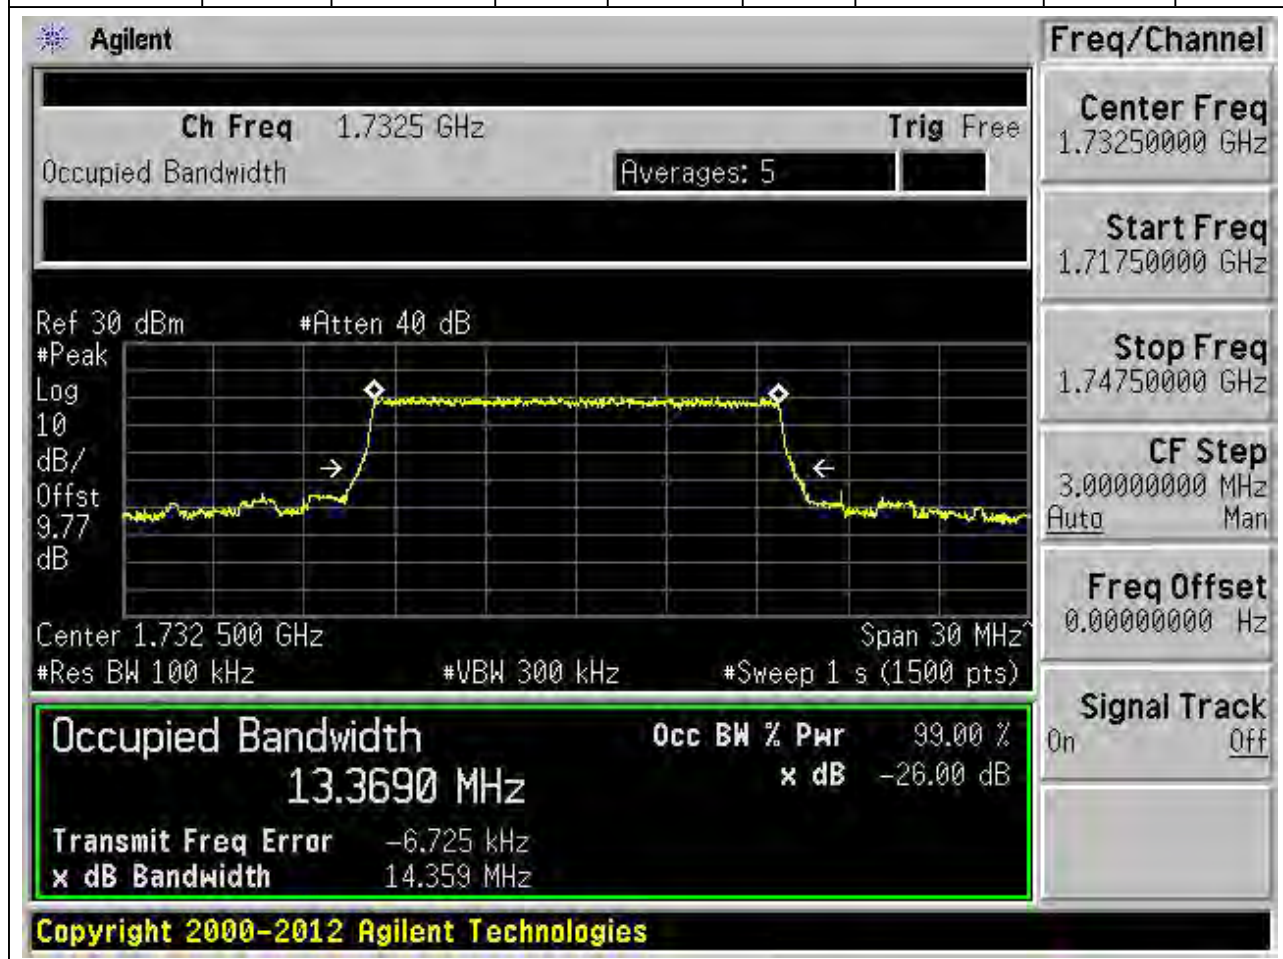 Agilent
Freq/Channel
Ch Freq 1.7325 GHz Trig Free
Occupied Bandwidth Averages: 5
Center Freq
1.73250000 GHz
Start Freq
1.71750000 GHz
Stop Freq
1.74750000 GHz
CF Step
3.00000000 MHz
Auto Man
Freq Offset
0.00000000 Hz
Signal Track
On Off
Ref 30 dBm #Atten 40 dB
#Peak
Log
10
dB/
Offst
9.77
dB
Center 1.732 500 GHz Span 30 MHz^
#Res BW 100 kHz #VBW 300 kHz #Sweep 1 s (1500 pts)
Occupied Bandwidth Occ BW % Pwr 99.00 %
13.3690 MHz x dB -26.00 dB
Transmit Freq Error -6.725 kHz
x dB Bandwidth 14.359 MHz
Copyright 2000-2012 Agilent Technologies